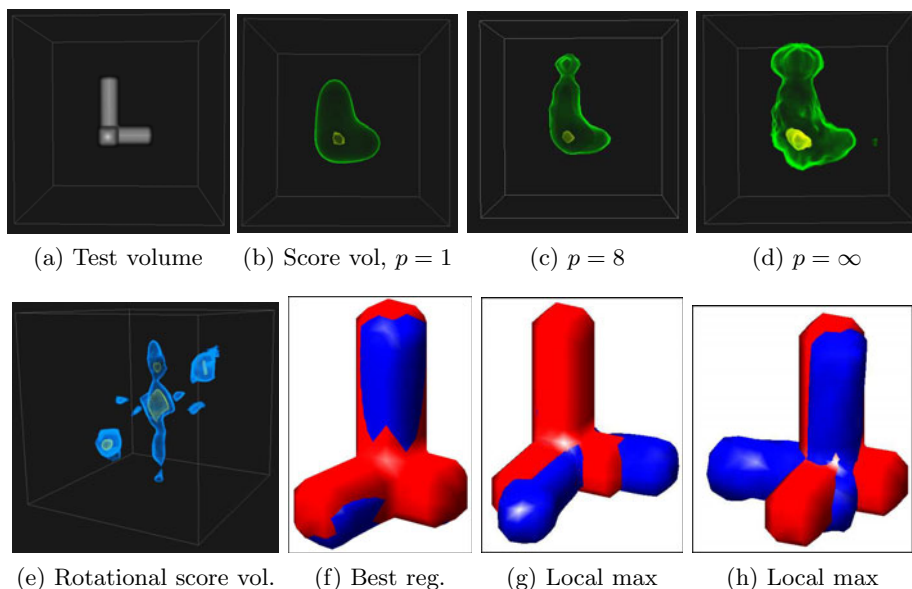 (a) Test volume
(b) Score vol, p = 1
(c) p = 8
(d) p = ∞
(e) Rotational score vol.
(f) Best reg.
(g) Local max
(h) Local max